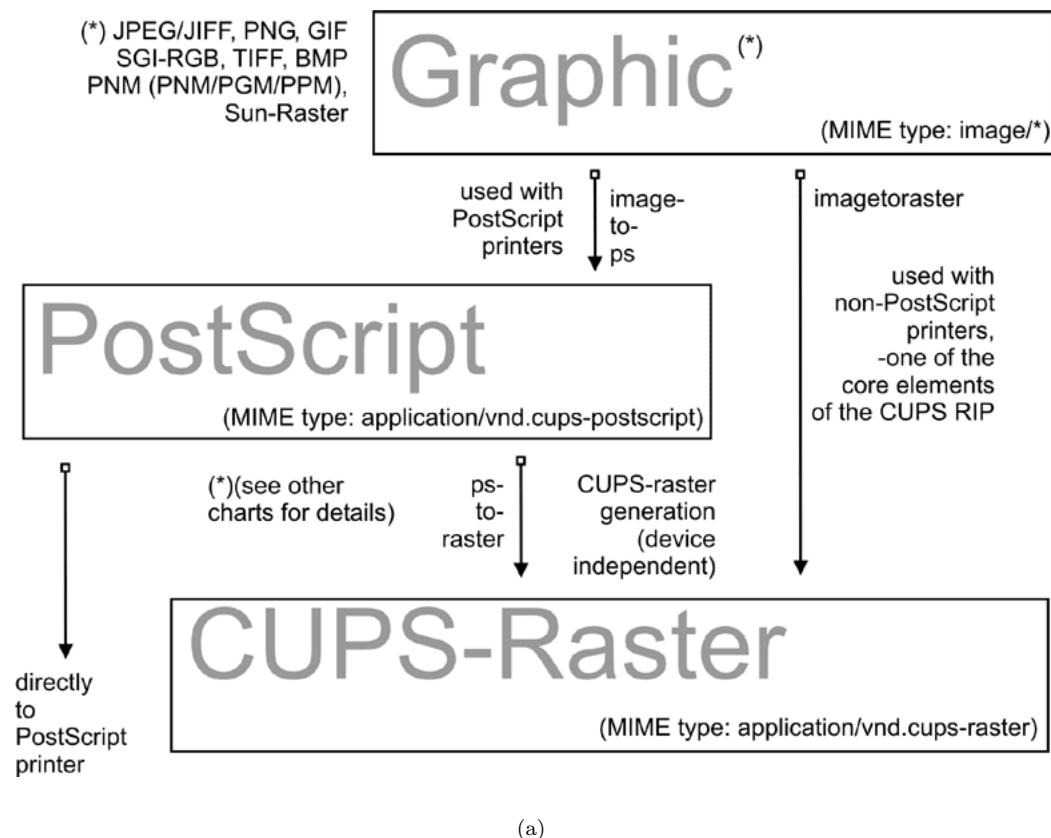 (*) JPEG/JIFF, PNG, GIF
SGI-RGB, TIFF, BMP
PNM (PNM/PGM/PPM),
Sun-Raster
Graphic(*)
(MIME type: image/*)
used with
PostScript
printers
image-
to-
ps
imagetoraster
used with
non-PostScript
printers,
-one of the
core elements
of the CUPS RIP
PostScript
(MIME type: application/vnd.cups-postscript)
(*)(see other
charts for details)
ps-
to-
raster
CUPS-raster
generation
(device
independent)
directly
to
PostScript
printer
CUPS-Raster
(MIME type: application/vnd.cups-raster)
(a)